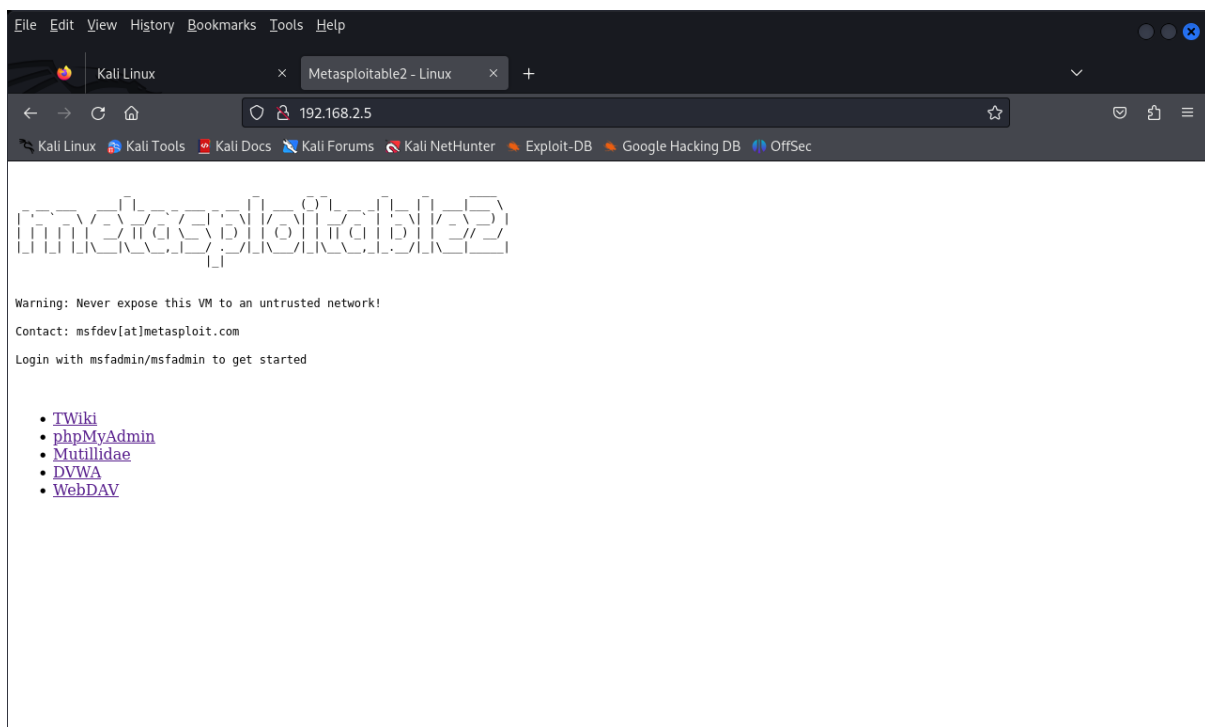 File Edit View History Bookmarks Tools Help
Kali Linux × Metasploitable2 - Linux × +
192.168.2.5
Kali Linux Kali Tools Kali Docs Kali Forums Kali NetHunter Exploit-DB Google Hacking DB OffSec
metasploitable2
Warning: Never expose this VM to an untrusted network!
Contact: msfdev[at]metasploit.com
Login with msfadmin/msfadmin to get started
• TWiki
• phpMyAdmin
• Mutillidae
• DVWA
• WebDAV